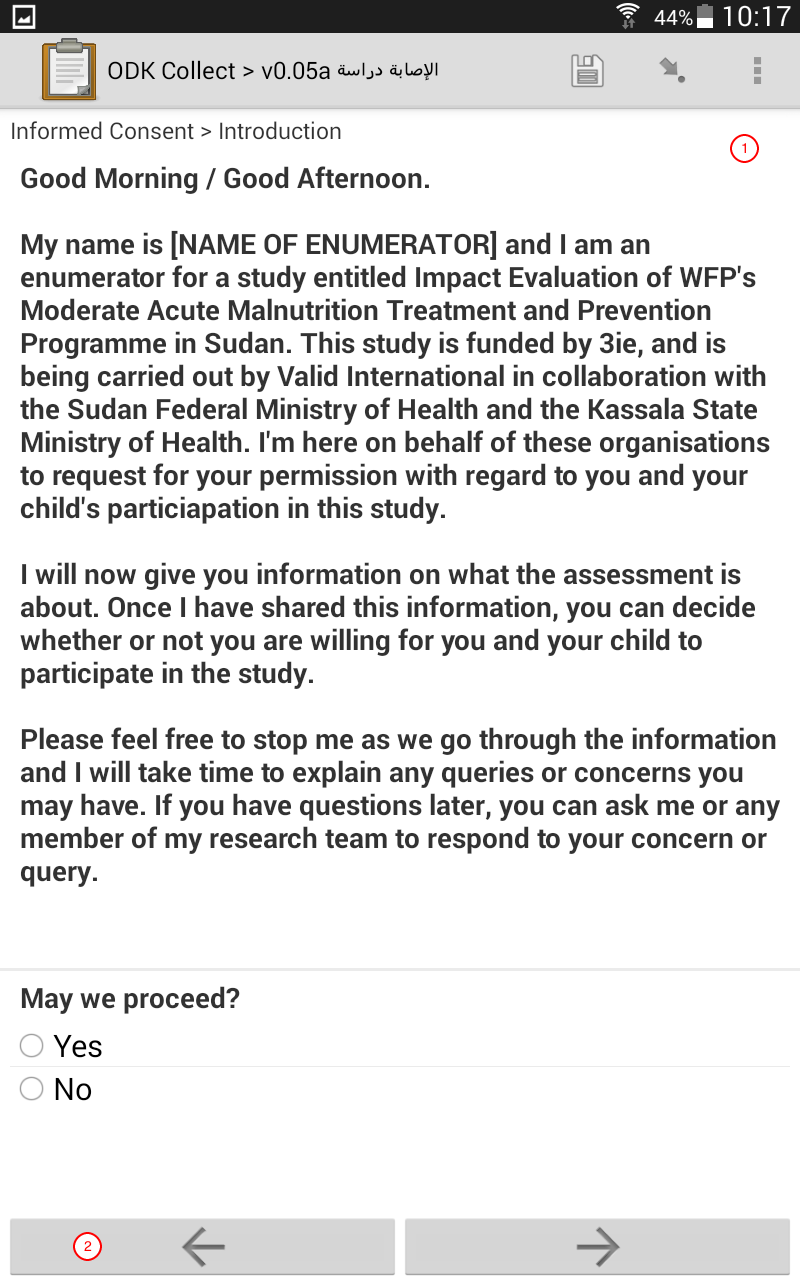 44% 10:17
ODK Collect > v0.05a الإصابة دراسة
Informed Consent > Introduction
1
Good Morning / Good Afternoon.
My name is [NAME OF ENUMERATOR] and I am an
enumerator for a study entitled Impact Evaluation of WFP's
Moderate Acute Malnutrition Treatment and Prevention
Programme in Sudan. This study is funded by 3ie, and is
being carried out by Valid International in collaboration with
the Sudan Federal Ministry of Health and the Kassala State
Ministry of Health. I'm here on behalf of these organisations
to request for your permission with regard to you and your
child's particiapation in this study.
I will now give you information on what the assessment is
about. Once I have shared this information, you can decide
whether or not you are willing for you and your child to
participate in the study.
Please feel free to stop me as we go through the information
and I will take time to explain any queries or concerns you
may have. If you have questions later, you can ask me or any
member of my research team to respond to your concern or
query.
May we proceed?
Yes
No
2